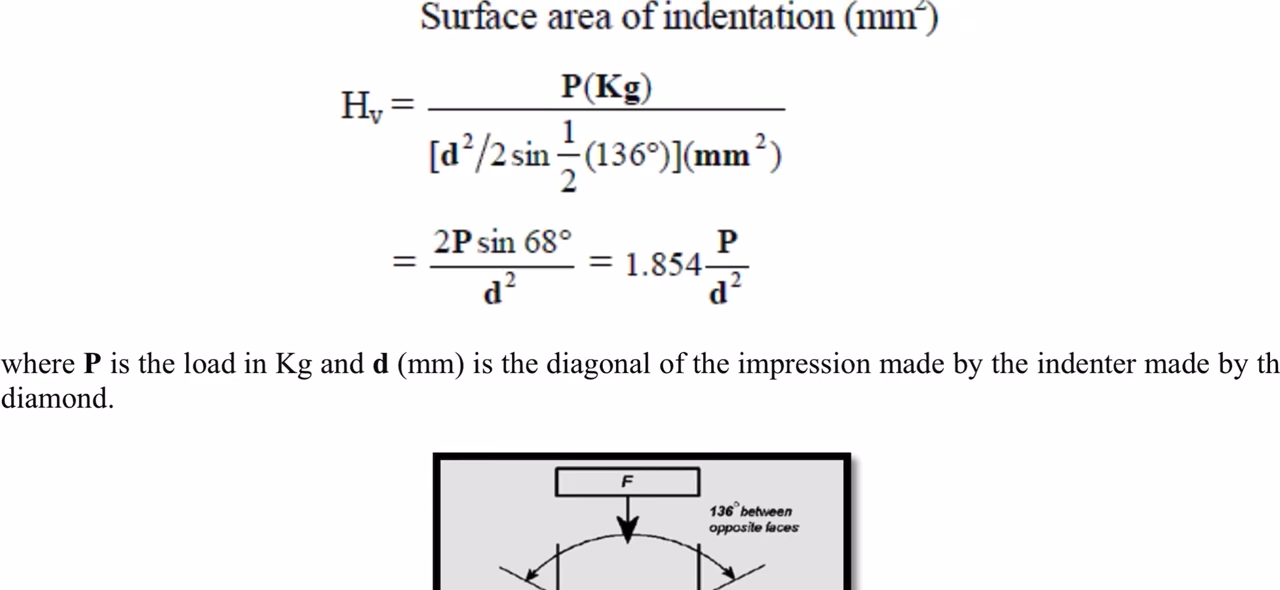 Surface area of indentation (mm²)
H_v = P(Kg) / [d²/2 sin 1/2 (136°)](mm²)
= 2P sin 68° / d² = 1.854 P / d²
where P is the load in Kg and d (mm) is the diagonal of the impression made by the indenter made by th
diamond.
F
136° between
opposite faces